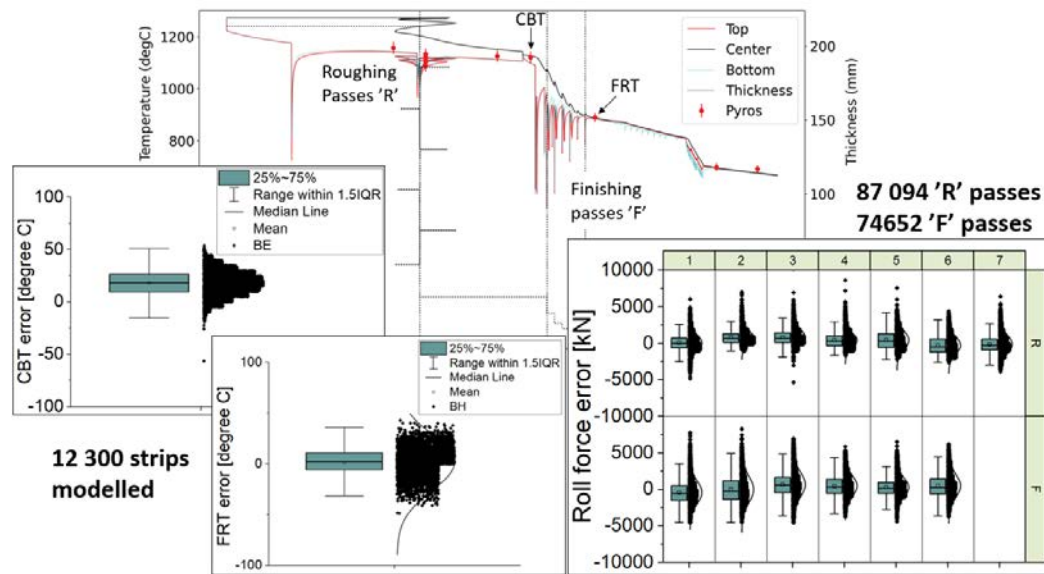 Temperature (degC)
1200
1000
800
Roughing
Passes 'R'
CBT
FRT
Finishing
passes 'F'
Top
Center
Bottom
Thickness
Pyros
200
150
100
Thickness (mm)
87 094 'R' passes
74652 'F' passes
CBT error [degree C]
100
50
0
-50
-100
25%~75%
Range within 1.5IQR
Median Line
Mean
BE
12 300 strips
modelled
FRT error [degree C]
100
0
-100
25%~75%
Range within 1.5IQR
Median Line
Mean
BH
Roll force error [kN]
1 2 3 4 5 6 7
10000
5000
0
-5000
-10000
5000
0
-5000
-10000
R
F